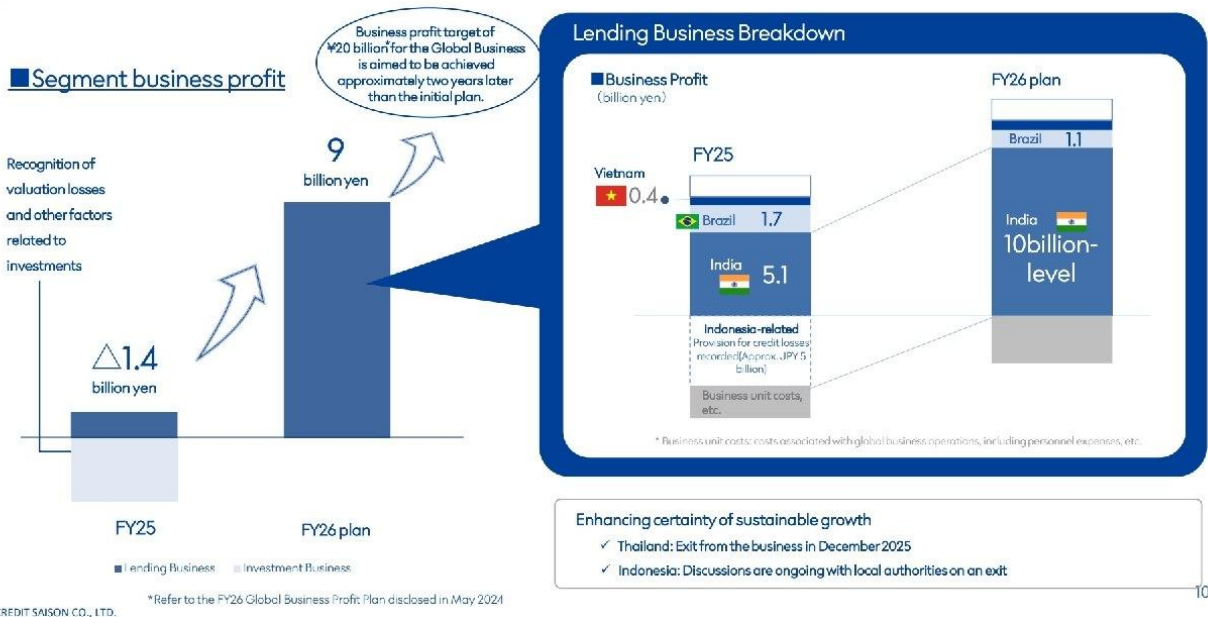 Business profit target of
¥20 billion* for the Global Business
is aimed to be achieved
approximately two years later
than the initial plan.
■Segment business profit
Recognition of
valuation losses
and other factors
related to
investments
△1.4
billion yen
9
billion yen
FY25
FY26 plan
■Lending Business
■Investment Business
*Refer to the FY26 Global Business Profit Plan disclosed in May 2024
CREDIT SAISON CO., LTD.
Lending Business Breakdown
■Business Profit
(billion yen)
FY25
Vietnam
0.4
Brazil 1.7
India
5.1
Indonesia-related
Provision for credit losses
recorded(Approx. JPY 5
billion)
Business unit costs,
etc.
FY26 plan
Brazil 1.1
India
10billion-
level
* Business unit costs: costs associated with global business operations, including personnel expenses, etc.
Enhancing certainty of sustainable growth
✓ Thailand: Exit from the business in December 2025
✓ Indonesia: Discussions are ongoing with local authorities on an exit
10